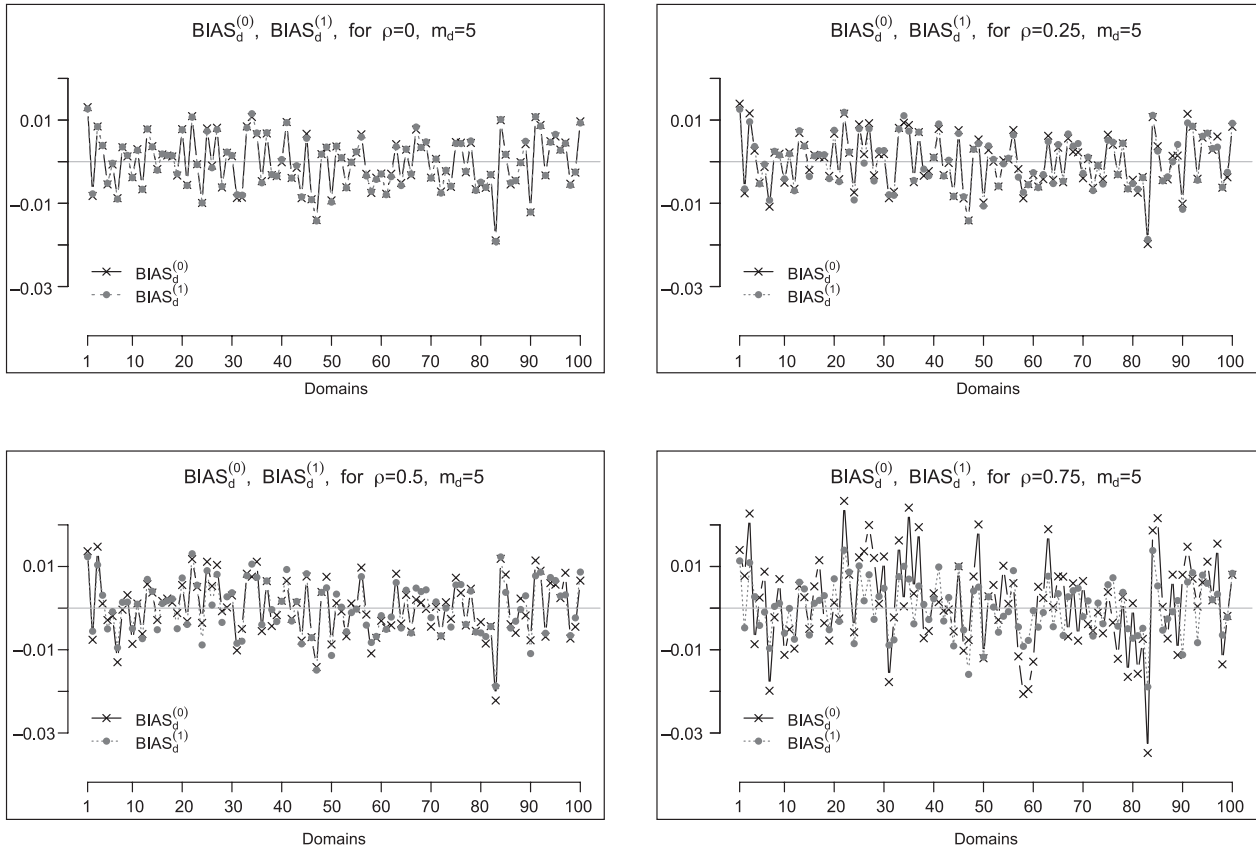 BIAS_d^(0), BIAS_d^(1), for ρ=0, m_d=5
0.01
−0.01
−0.03
BIAS_d^(0)
BIAS_d^(1)
1 10 20 30 40 50 60 70 80 90 100
Domains
BIAS_d^(0), BIAS_d^(1), for ρ=0.25, m_d=5
0.01
−0.01
−0.03
BIAS_d^(0)
BIAS_d^(1)
1 10 20 30 40 50 60 70 80 90 100
Domains
BIAS_d^(0), BIAS_d^(1), for ρ=0.5, m_d=5
0.01
−0.01
−0.03
BIAS_d^(0)
BIAS_d^(1)
1 10 20 30 40 50 60 70 80 90 100
Domains
BIAS_d^(0), BIAS_d^(1), for ρ=0.75, m_d=5
0.01
−0.01
−0.03
BIAS_d^(0)
BIAS_d^(1)
1 10 20 30 40 50 60 70 80 90 100
Domains